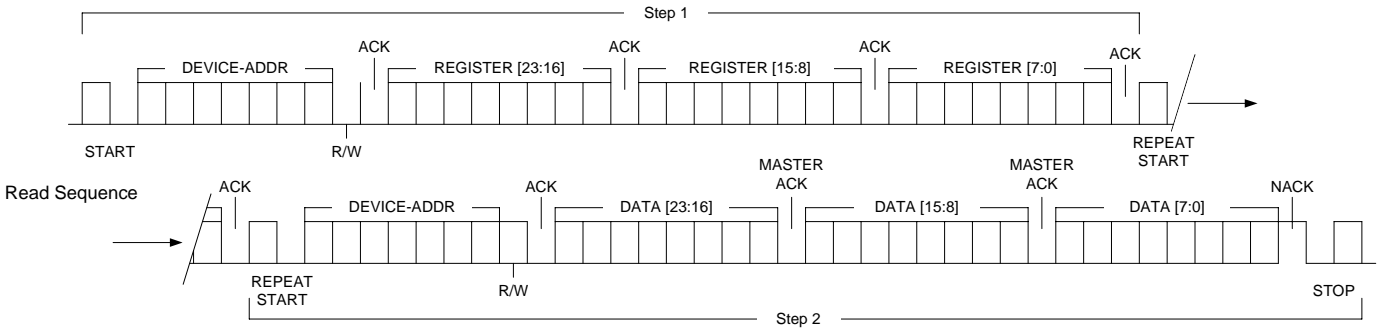 Step 1
ACK ACK ACK ACK
DEVICE-ADDR REGISTER [23:16] REGISTER [15:8] REGISTER [7:0]
START R/W REPEAT
START
Read Sequence
ACK ACK MASTER
ACK MASTER
ACK NACK
DEVICE-ADDR DATA [23:16] DATA [15:8] DATA [7:0]
REPEAT
START R/W STOP
Step 2